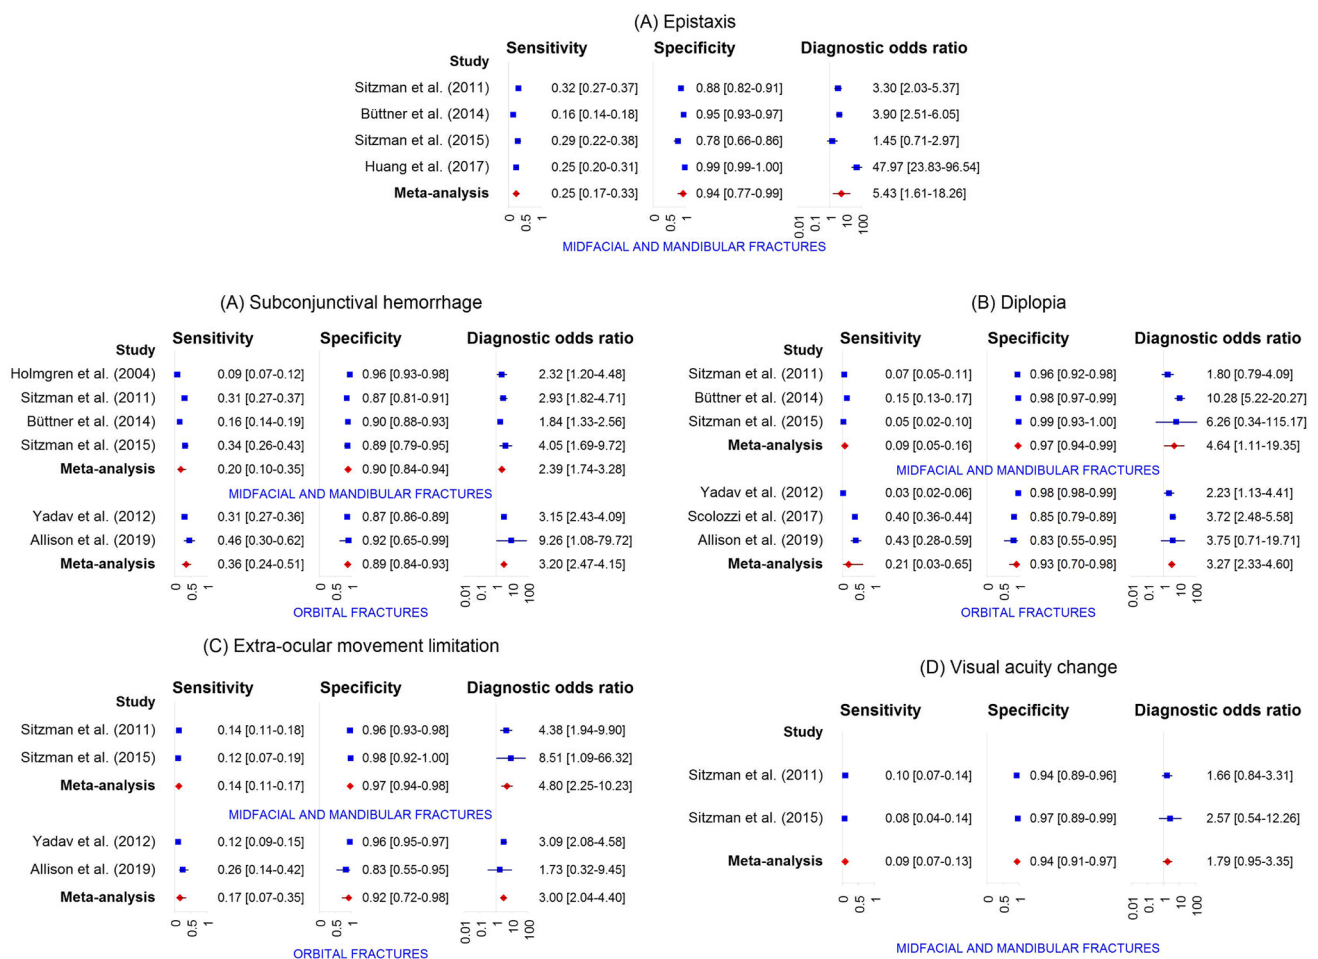 (A) Epistaxis
Sensitivity Specificity Diagnostic odds ratio
Study
Sitzman et al. (2011) 0.32 [0.27-0.37] 0.88 [0.82-0.91] 3.30 [2.03-5.37]
Büttner et al. (2014) 0.16 [0.14-0.18] 0.95 [0.93-0.97] 3.90 [2.51-6.05]
Sitzman et al. (2015) 0.29 [0.22-0.38] 0.78 [0.66-0.86] 1.45 [0.71-2.97]
Huang et al. (2017) 0.25 [0.20-0.31] 0.99 [0.99-1.00] 47.97 [23.83-96.54]
Meta-analysis 0.25 [0.17-0.33] 0.94 [0.77-0.99] 5.43 [1.61-18.26]
0 0.5 1 0 0.5 1 0.01 0.1 1 10 100
MIDFACIAL AND MANDIBULAR FRACTURES
(A) Subconjunctival hemorrhage
Sensitivity Specificity Diagnostic odds ratio
Study
Holmgren et al. (2004) 0.09 [0.07-0.12] 0.96 [0.93-0.98] 2.32 [1.20-4.48]
Sitzman et al. (2011) 0.31 [0.27-0.37] 0.87 [0.81-0.91] 2.93 [1.82-4.71]
Büttner et al. (2014) 0.16 [0.14-0.19] 0.90 [0.88-0.93] 1.84 [1.33-2.56]
Sitzman et al. (2015) 0.34 [0.26-0.43] 0.89 [0.79-0.95] 4.05 [1.69-9.72]
Meta-analysis 0.20 [0.10-0.35] 0.90 [0.84-0.94] 2.39 [1.74-3.28]
MIDFACIAL AND MANDIBULAR FRACTURES
Yadav et al. (2012) 0.31 [0.27-0.36] 0.87 [0.86-0.89] 3.15 [2.43-4.09]
Allison et al. (2019) 0.46 [0.30-0.62] 0.92 [0.65-0.99] 9.26 [1.08-79.72]
Meta-analysis 0.36 [0.24-0.51] 0.89 [0.84-0.93] 3.20 [2.47-4.15]
0 0.5 1 0 0.5 1 0.01 0.1 1 10 100
ORBITAL FRACTURES
(B) Diplopia
Sensitivity Specificity Diagnostic odds ratio
Study
Sitzman et al. (2011) 0.07 [0.05-0.11] 0.96 [0.92-0.98] 1.80 [0.79-4.09]
Büttner et al. (2014) 0.15 [0.13-0.17] 0.98 [0.97-0.99] 10.28 [5.22-20.27]
Sitzman et al. (2015) 0.05 [0.02-0.10] 0.99 [0.93-1.00] 6.26 [0.34-115.17]
Meta-analysis 0.09 [0.05-0.16] 0.97 [0.94-0.99] 4.64 [1.11-19.35]
MIDFACIAL AND MANDIBULAR FRACTURES
Yadav et al. (2012) 0.03 [0.02-0.06] 0.98 [0.98-0.99] 2.23 [1.13-4.41]
Scolozzi et al. (2017) 0.40 [0.36-0.44] 0.85 [0.79-0.89] 3.72 [2.48-5.58]
Allison et al. (2019) 0.43 [0.28-0.59] 0.83 [0.55-0.95] 3.75 [0.71-19.71]
Meta-analysis 0.21 [0.03-0.65] 0.93 [0.70-0.98] 3.27 [2.33-4.60]
0 0.5 1 0 0.5 1 0.01 0.1 1 10 100
ORBITAL FRACTURES
(C) Extra-ocular movement limitation
Sensitivity Specificity Diagnostic odds ratio
Study
Sitzman et al. (2011) 0.14 [0.11-0.18] 0.96 [0.93-0.98] 4.38 [1.94-9.90]
Sitzman et al. (2015) 0.12 [0.07-0.19] 0.98 [0.92-1.00] 8.51 [1.09-66.32]
Meta-analysis 0.14 [0.11-0.17] 0.97 [0.94-0.98] 4.80 [2.25-10.23]
MIDFACIAL AND MANDIBULAR FRACTURES
Yadav et al. (2012) 0.12 [0.09-0.15] 0.96 [0.95-0.97] 3.09 [2.08-4.58]
Allison et al. (2019) 0.26 [0.14-0.42] 0.83 [0.55-0.95] 1.73 [0.32-9.45]
Meta-analysis 0.17 [0.07-0.35] 0.92 [0.72-0.98] 3.00 [2.04-4.40]
0 0.5 1 0 0.5 1 0.01 0.1 1 10 100
ORBITAL FRACTURES
(D) Visual acuity change
Sensitivity Specificity Diagnostic odds ratio
Study
Sitzman et al. (2011) 0.10 [0.07-0.14] 0.94 [0.89-0.96] 1.66 [0.84-3.31]
Sitzman et al. (2015) 0.08 [0.04-0.14] 0.97 [0.89-0.99] 2.57 [0.54-12.26]
Meta-analysis 0.09 [0.07-0.13] 0.94 [0.91-0.97] 1.79 [0.95-3.35]
0 0.5 1 0 0.5 1 0.01 0.1 1 10 100
MIDFACIAL AND MANDIBULAR FRACTURES